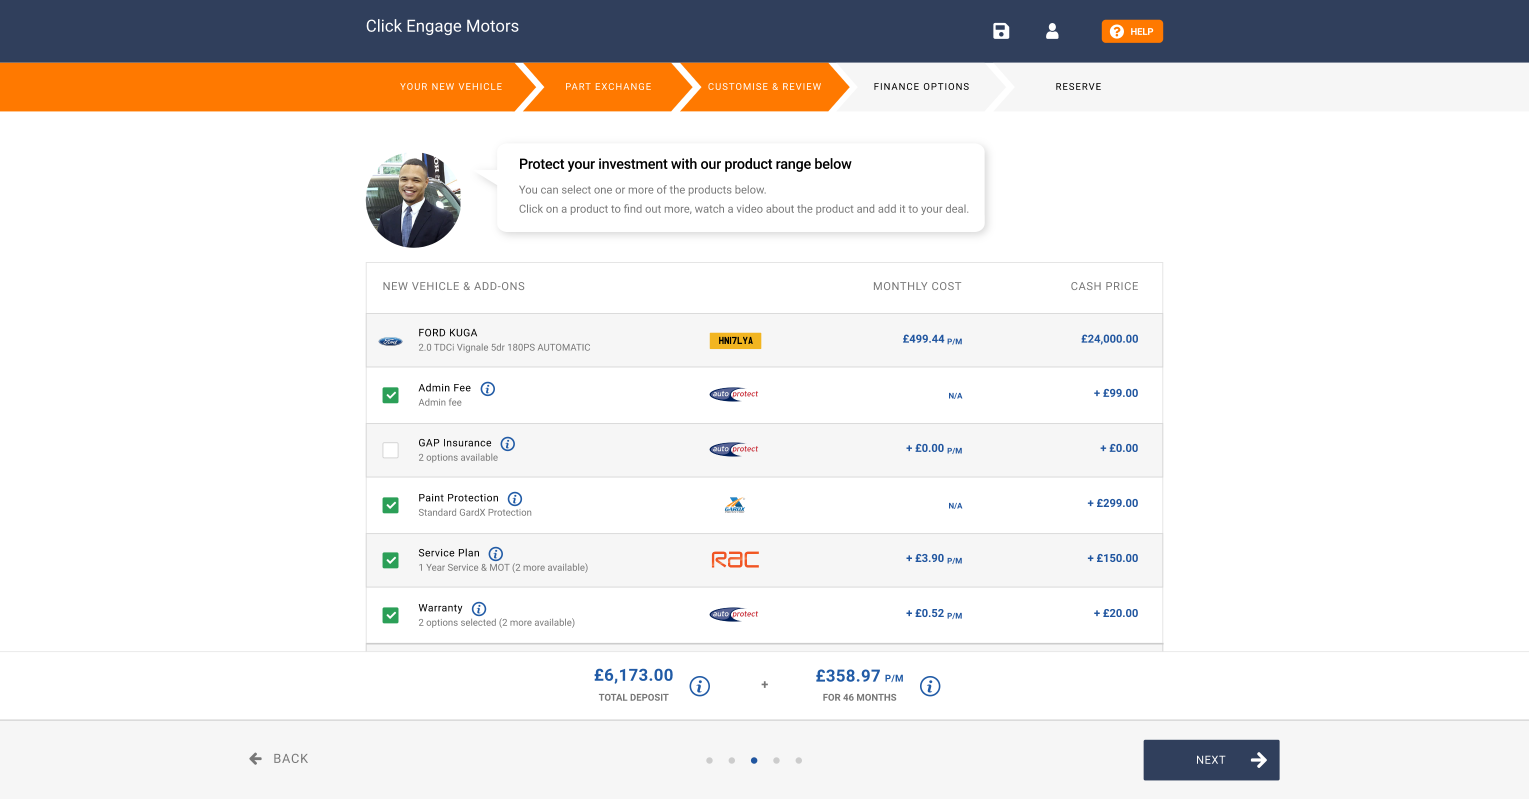 Click Engage Motors
HELP
YOUR NEW VEHICLE
PART EXCHANGE
CUSTOMISE & REVIEW
FINANCE OPTIONS
RESERVE
Protect your investment with our product range below
You can select one or more of the products below.
Click on a product to find out more, watch a video about the product and add it to your deal.
NEW VEHICLE & ADD-ONS
MONTHLY COST
CASH PRICE
Ford
FORD KUGA
2.0 TDCi Vignale 5dr 180PS AUTOMATIC
HN17LYA
£499.44 P/M
£24,000.00
Admin Fee
Admin fee
auto protect
N/A
+ £99.00
GAP Insurance
2 options available
auto protect
+ £0.00 P/M
+ £0.00
Paint Protection
Standard GardX Protection
GARDX
N/A
+ £299.00
Service Plan
1 Year Service & MOT (2 more available)
RAC
+ £3.90 P/M
+ £150.00
Warranty
2 options selected (2 more available)
auto protect
+ £0.52 P/M
+ £20.00
£6,173.00
TOTAL DEPOSIT
+
£358.97 P/M
FOR 46 MONTHS
BACK
NEXT